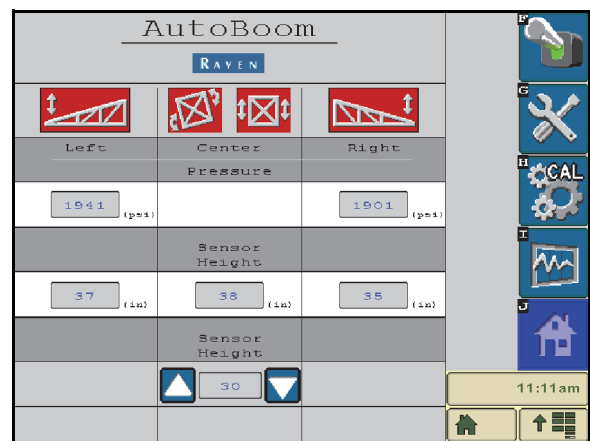 AutoBoom
RAVEN
Left Center Right
Pressure
1941 (psi) 1901 (psi)
Sensor
Height
37 (in) 38 (in) 35 (in)
Sensor
Height
30
F
G
H
CAL
I
J
11:11am